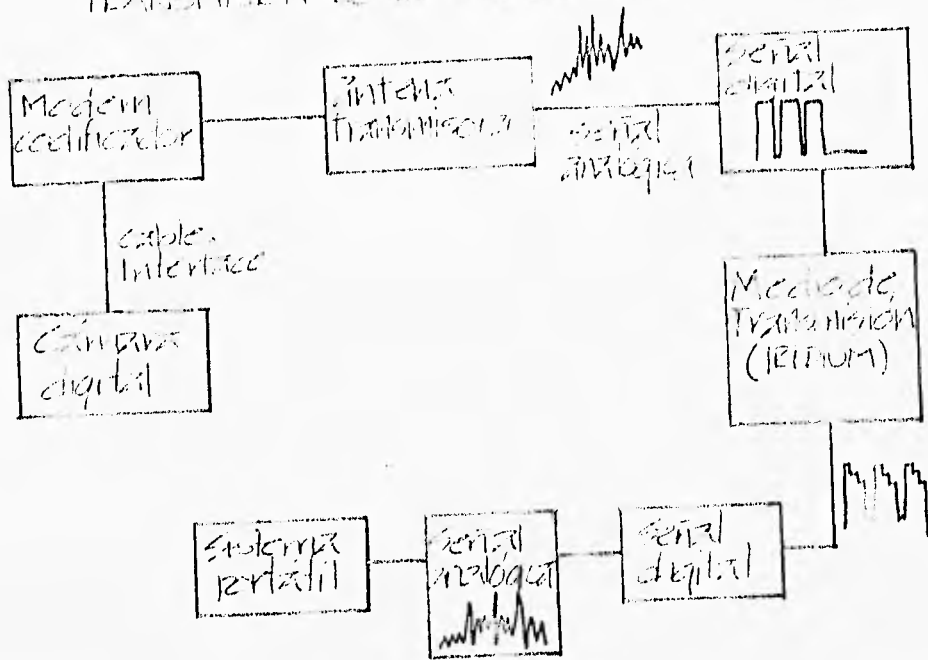 Modem
codificador
Antena
transmisora
Señal
analógica
Señal
digital
cable
Interface
Cámara
digital
Medio de
Transmisión
(IRIDIUM)
Sistema
portátil
Señal
analógica
Señal
digital